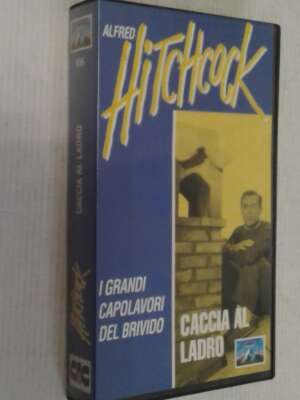 ALFRED
HITCHCOCK
I GRANDI
CAPOLAVORI
DEL BRIVIDO
CACCIA AL
LADRO
CACCIA AL LADRO
HITCHCOCK
CIC